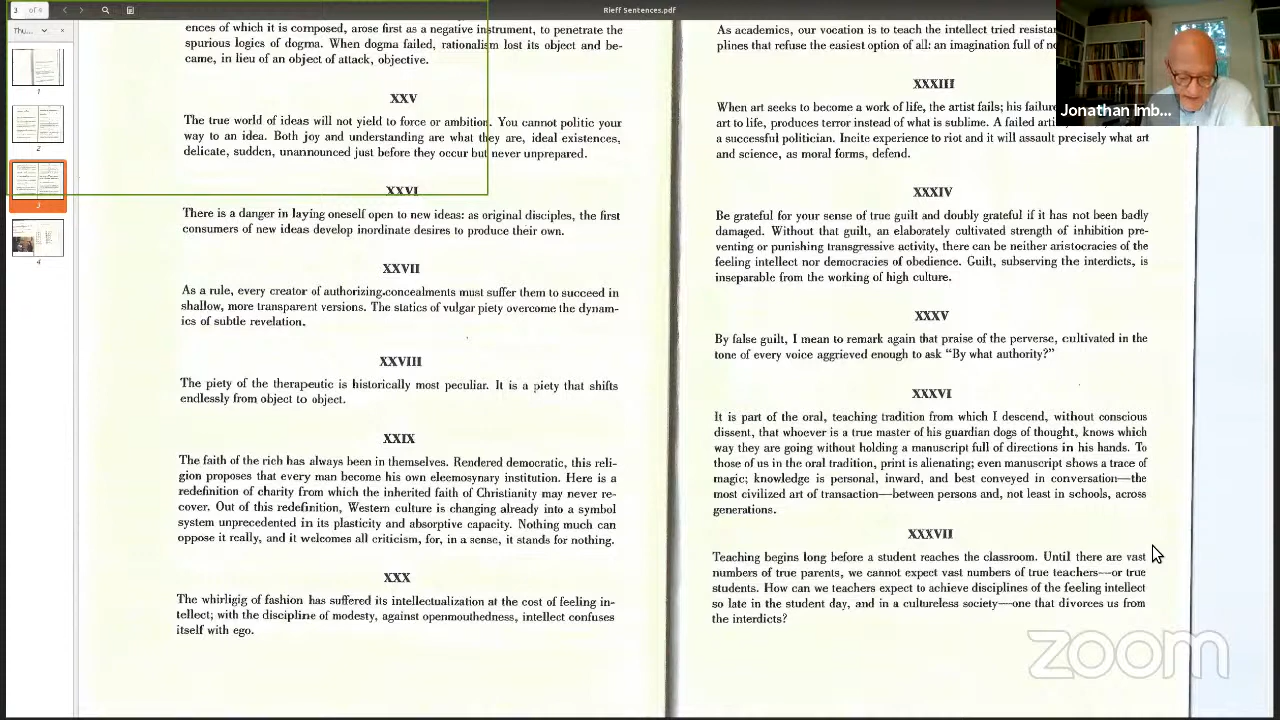 3 of 4
Rieff Sentences.pdf
Thu...
1
2
3
4
ences of which it is composed, arose first as a negative instrument, to penetrate the
spurious logics of dogma. When dogma failed, rationalism lost its object and be-
came, in lieu of an object of attack, objective.
XXV
The true world of ideas will not yield to force or ambition. You cannot politic your
way to an idea. Both joy and understanding are what they are, ideal existences,
delicate, sudden, unannounced just before they occur but never unprepared.
XXVI
There is a danger in laying oneself open to new ideas: as original disciples, the first
consumers of new ideas develop inordinate desires to produce their own.
XXVII
As a rule, every creator of authorizing concealments must suffer them to succeed in
shallow, more transparent versions. The statics of vulgar piety overcome the dynam-
ics of subtle revelation.
XXVIII
The piety of the therapeutic is historically most peculiar. It is a piety that shifts
endlessly from object to object.
XXIX
The faith of the rich has always been in themselves. Rendered democratic, this reli-
gion proposes that every man become his own eleemosynary institution. Here is a
redefinition of charity from which the inherited faith of Christianity may never re-
cover. Out of this redefinition, Western culture is changing already into a symbol
system unprecedented in its plasticity and absorptive capacity. Nothing much can
oppose it really, and it welcomes all criticism, for, in a sense, it stands for nothing.
XXX
The whirligig of fashion has suffered its intellectualization at the cost of feeling in-
tellect; with the discipline of modesty, against openmouthedness, intellect confuses
itself with ego.
As academics, our vocation is to teach the intellect tried resistan
plines that refuse the easiest option of all: an imagination full of no
XXXIII
When art seeks to become a work of life, the artist fails; his failur
art to life, produces terror instead of what is sublime. A failed arti
a successful politician. Incite experience to riot and it will assault precisely what art
and science, as moral forms, defend.
XXXIV
Be grateful for your sense of true guilt and doubly grateful if it has not been badly
damaged. Without that guilt, an elaborately cultivated strength of inhibition pre-
venting or punishing transgressive activity, there can be neither aristocracies of the
feeling intellect nor democracies of obedience. Guilt, subserving the interdicts, is
inseparable from the working of high culture.
XXXV
By false guilt, I mean to remark again that praise of the perverse, cultivated in the
tone of every voice aggrieved enough to ask “By what authority?”
XXXVI
It is part of the oral, teaching tradition from which I descend, without conscious
dissent, that whoever is a true master of his guardian dogs of thought, knows which
way they are going without holding a manuscript full of directions in his hands. To
those of us in the oral tradition, print is alienating; even manuscript shows a trace of
magic; knowledge is personal, inward, and best conveyed in conversation—the
most civilized art of transaction—between persons and, not least in schools, across
generations.
XXXVII
Teaching begins long before a student reaches the classroom. Until there are vast
numbers of true parents, we cannot expect vast numbers of true teachers—or true
students. How can we teachers expect to achieve disciplines of the feeling intellect
so late in the student day, and in a cultureless society—one that divorces us from
the interdicts?
Jonathan Imb...
zoom